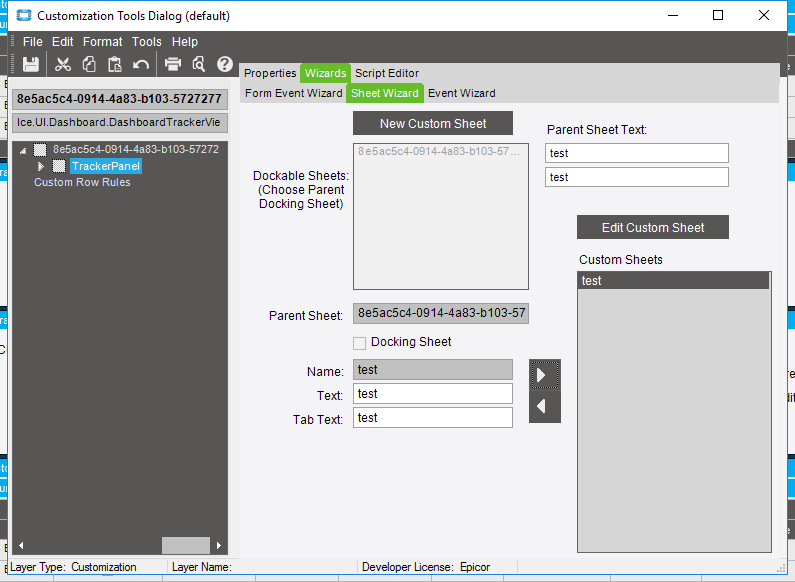 Customization Tools Dialog (default)
File Edit Format Tools Help
Properties Wizards Script Editor
Form Event Wizard Sheet Wizard Event Wizard
8e5ac5c4-0914-4a83-b103-5727277
Ice.UI.Dashboard.DashboardTrackerVie
8e5ac5c4-0914-4a83-b103-57272
TrackerPanel
Custom Row Rules
New Custom Sheet
Dockable Sheets:
(Choose Parent
Docking Sheet)
8e5ac5c4-0914-4a83-b103-57...
Parent Sheet Text:
test
test
Edit Custom Sheet
Custom Sheets
test
Parent Sheet: 8e5ac5c4-0914-4a83-b103-57
Docking Sheet
Name: test
Text: test
Tab Text: test
Layer Type: Customization Layer Name: Developer License: Epicor